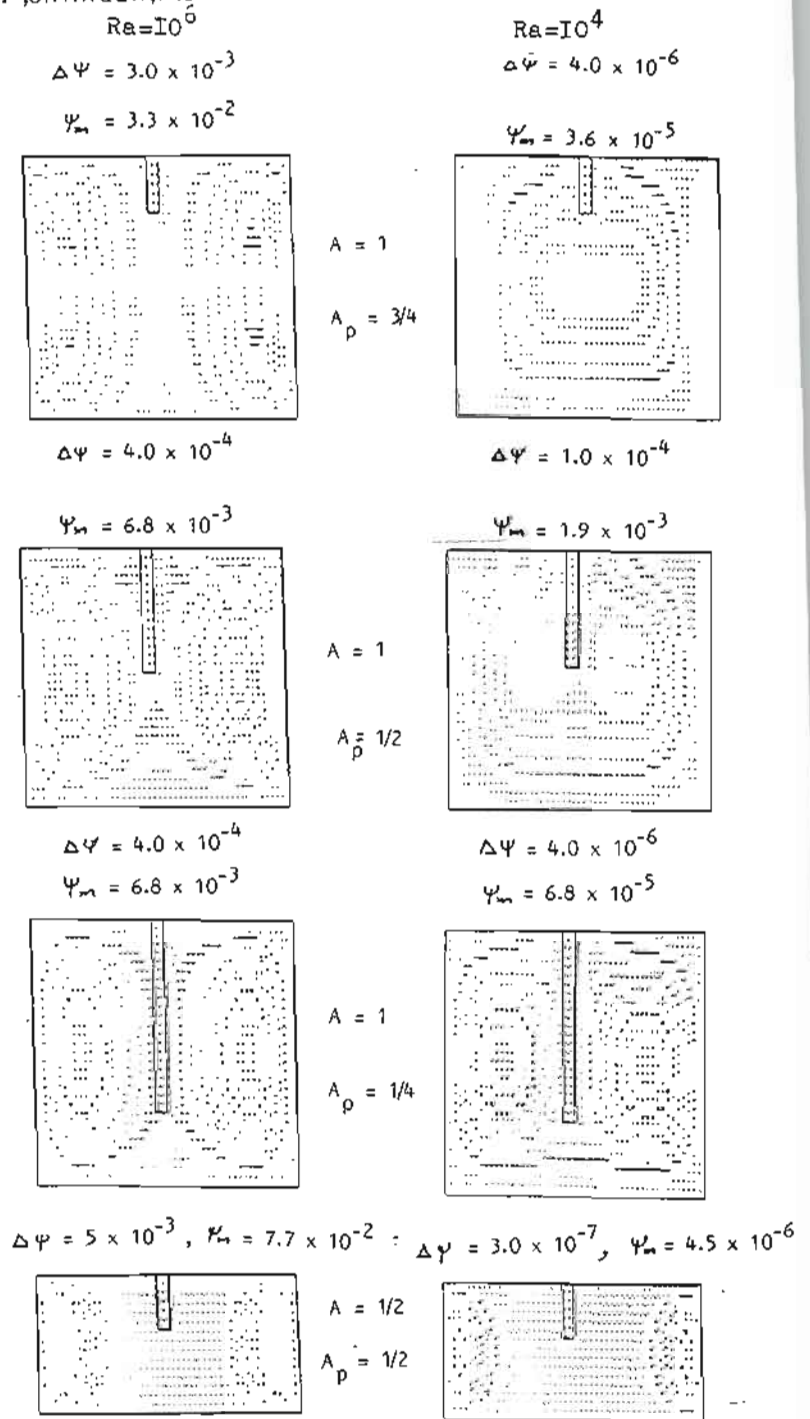 Ra=IO⁶ Ra=IO⁴
ΔΨ = 3.0 x 10⁻³ ΔΨ = 4.0 x 10⁻⁶
Ψm = 3.3 x 10⁻² Ψm = 3.6 x 10⁻⁵
A = 1
Ap = 3/4
ΔΨ = 4.0 x 10⁻⁴ ΔΨ = 1.0 x 10⁻⁴
Ψm = 6.8 x 10⁻³ Ψm = 1.9 x 10⁻³
A = 1
Ap = 1/2
ΔΨ = 4.0 x 10⁻⁴ ΔΨ = 4.0 x 10⁻⁶
Ψm = 6.8 x 10⁻³ Ψm = 6.8 x 10⁻⁵
A = 1
Ap = 1/4
ΔΨ = 5 x 10⁻³ , Ψm = 7.7 x 10⁻² ΔΨ = 3.0 x 10⁻⁷, Ψm = 4.5 x 10⁻⁶
A = 1/2
Ap = 1/2